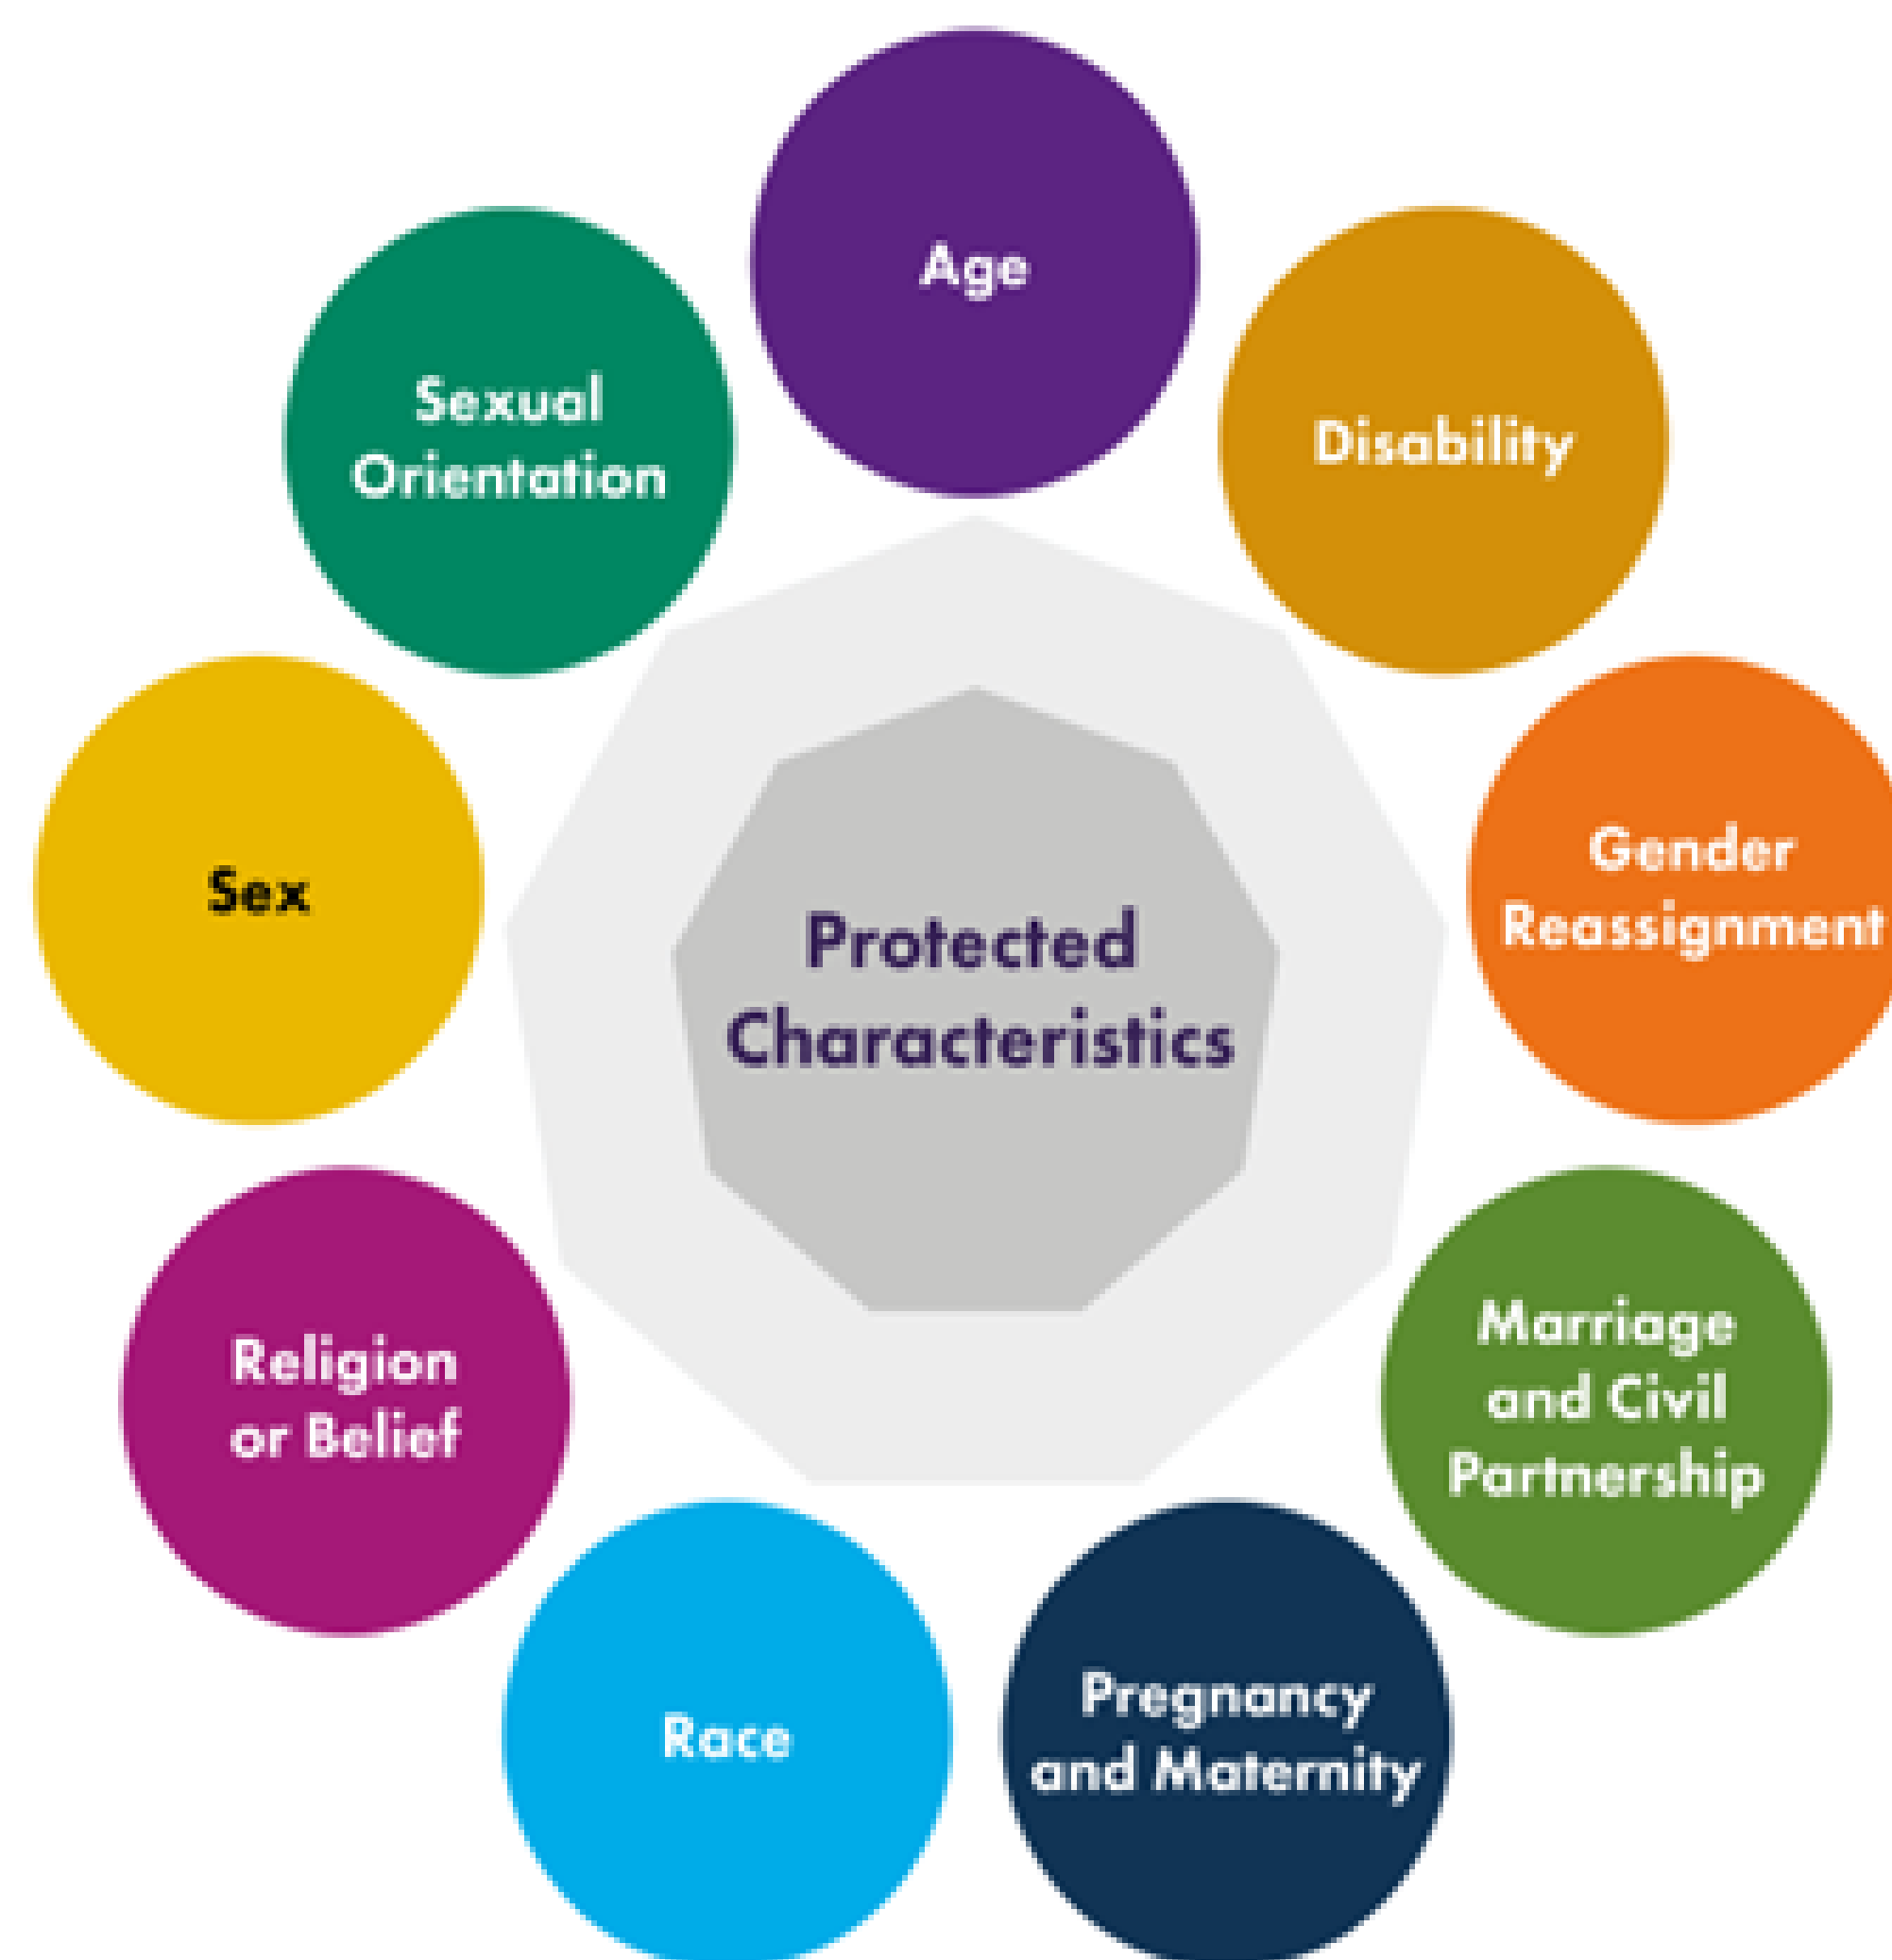 Age
Disability
Gender
Reassignment
Marriage
and Civil
Partnership
Pregnancy
and Maternity
Race
Religion
or Belief
Sex
Sexual
Orientation
Protected
Characteristics